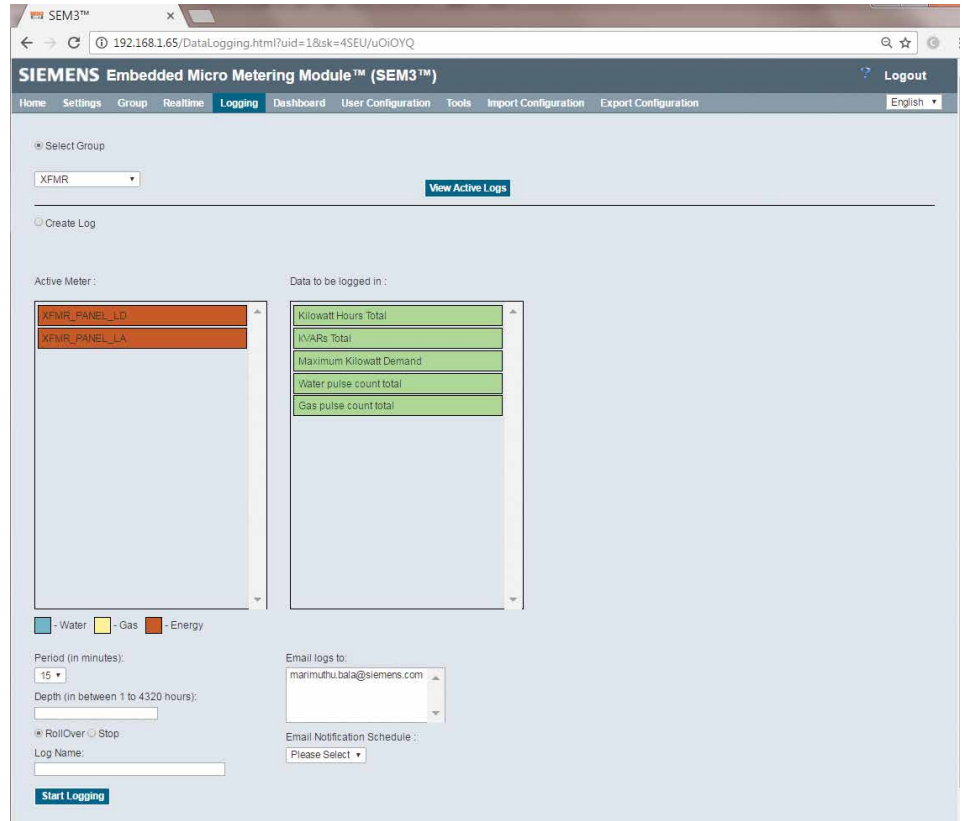 SEM3™
192.168.1.65/DataLogging.html?uid=1&sk=4SEU/uOiOYQ
SIEMENS Embedded Micro Metering Module™ (SEM3™)
? Logout
Home Settings Group Realtime Logging Dashboard User Configuration Tools Import Configuration Export Configuration English
Select Group
XFMR
View Active Logs
Create Log
Active Meter :
Data to be logged in :
XFMR_PANEL_LD
XFMR_PANEL_LA
Kilowatt Hours Total
kVARs Total
Maximum Kilowatt Demand
Water pulse count total
Gas pulse count total
- Water - Gas - Energy
Period (in minutes):
15
Depth (in between 1 to 4320 hours):
RollOver Stop
Log Name:
Start Logging
Email logs to:
marimuthu.bala@siemens.com
Email Notification Schedule :
Please Select